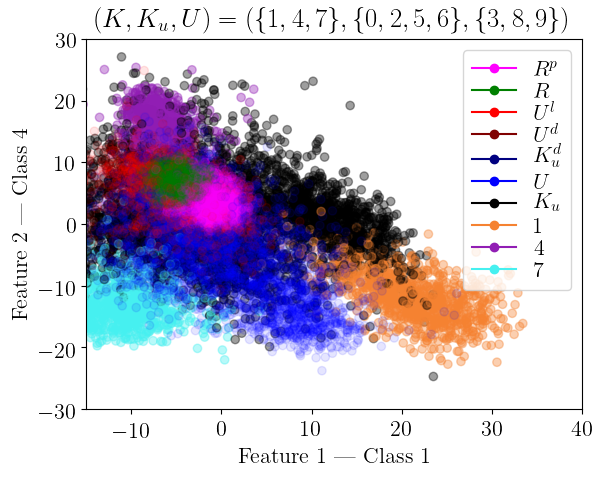 (K, K_u, U) = ({1, 4, 7}, {0, 2, 5, 6}, {3, 8, 9})
30
20
10
0
−10
−20
−30
Feature 2 — Class 4
R^p
R
U^l
U^d
K_u^d
U
K_u
1
4
7
−10 0 10 20 30 40
Feature 1 — Class 1